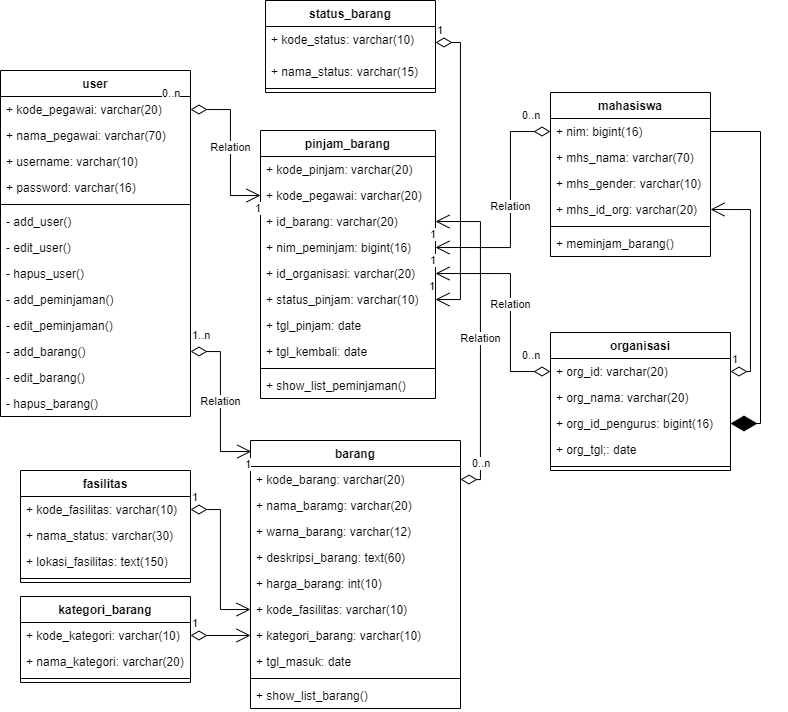 status_barang
+ kode_status: varchar(10)
+ nama_status: varchar(15)
1
user
+ kode_pegawai: varchar(20)
+ nama_pegawai: varchar(70)
+ username: varchar(10)
+ password: varchar(16)
- add_user()
- edit_user()
- hapus_user()
- add_peminjaman()
- edit_peminjaman()
- add_barang()
- edit_barang()
- hapus_barang()
0..n
Relation
1
1..n
Relation
1
pinjam_barang
+ kode_pinjam: varchar(20)
+ kode_pegawai: varchar(20)
+ id_barang: varchar(20)
+ nim_peminjam: bigint(16)
+ id_organisasi: varchar(20)
+ status_pinjam: varchar(10)
+ tgl_pinjam: date
+ tgl_kembali: date
+ show_list_peminjaman()
1
1
1
0..n
Relation
Relation
Relation
0..n
0..n
mahasiswa
+ nim: bigint(16)
+ mhs_nama: varchar(70)
+ mhs_gender: varchar(10)
+ mhs_id_org: varchar(20)
+ meminjam_barang()
organisasi
+ org_id: varchar(20)
+ org_nama: varchar(20)
+ org_id_pengurus: bigint(16)
+ org_tgl;: date
1
fasilitas
+ kode_fasilitas: varchar(10)
+ nama_status: varchar(30)
+ lokasi_fasilitas: text(150)
1
kategori_barang
+ kode_kategori: varchar(10)
+ nama_kategori: varchar(20)
1
barang
+ kode_barang: varchar(20)
+ nama_baramg: varchar(20)
+ warna_barang: varchar(12)
+ deskripsi_barang: text(60)
+ harga_barang: int(10)
+ kode_fasilitas: varchar(10)
+ kategori_barang: varchar(10)
+ tgl_masuk: date
+ show_list_barang()